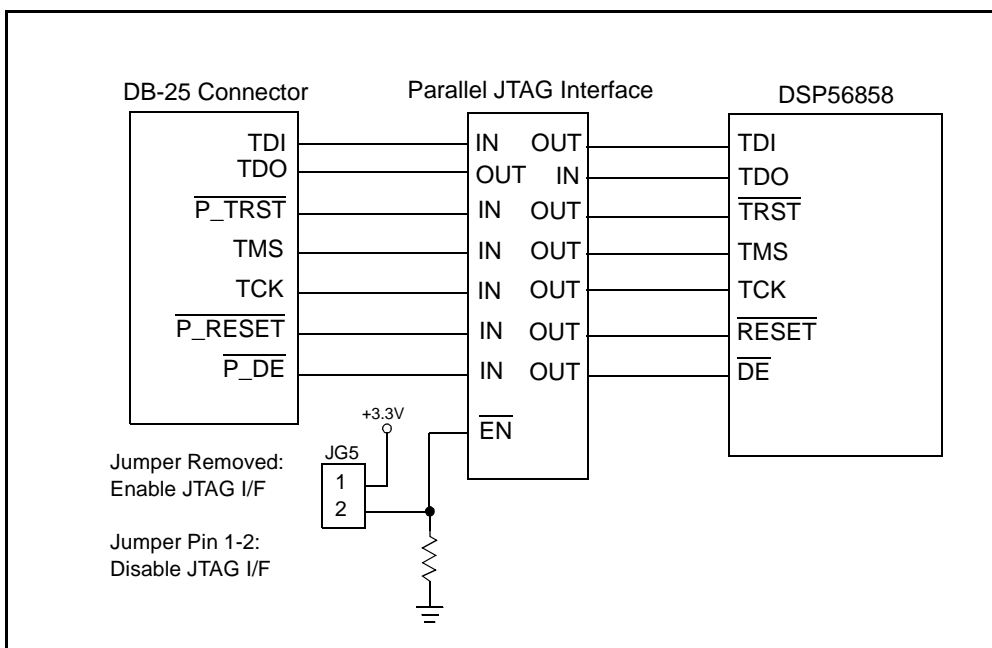 DB-25 Connector
Parallel JTAG Interface
DSP56858
TDI
IN
OUT
TDI
TDO
OUT
IN
TDO
P_TRST
IN
OUT
TRST
TMS
IN
OUT
TMS
TCK
IN
OUT
TCK
P_RESET
IN
OUT
RESET
P_DE
IN
OUT
DE
+3.3V
EN
JG5
1
2
Jumper Removed:
Enable JTAG I/F
Jumper Pin 1-2:
Disable JTAG I/F